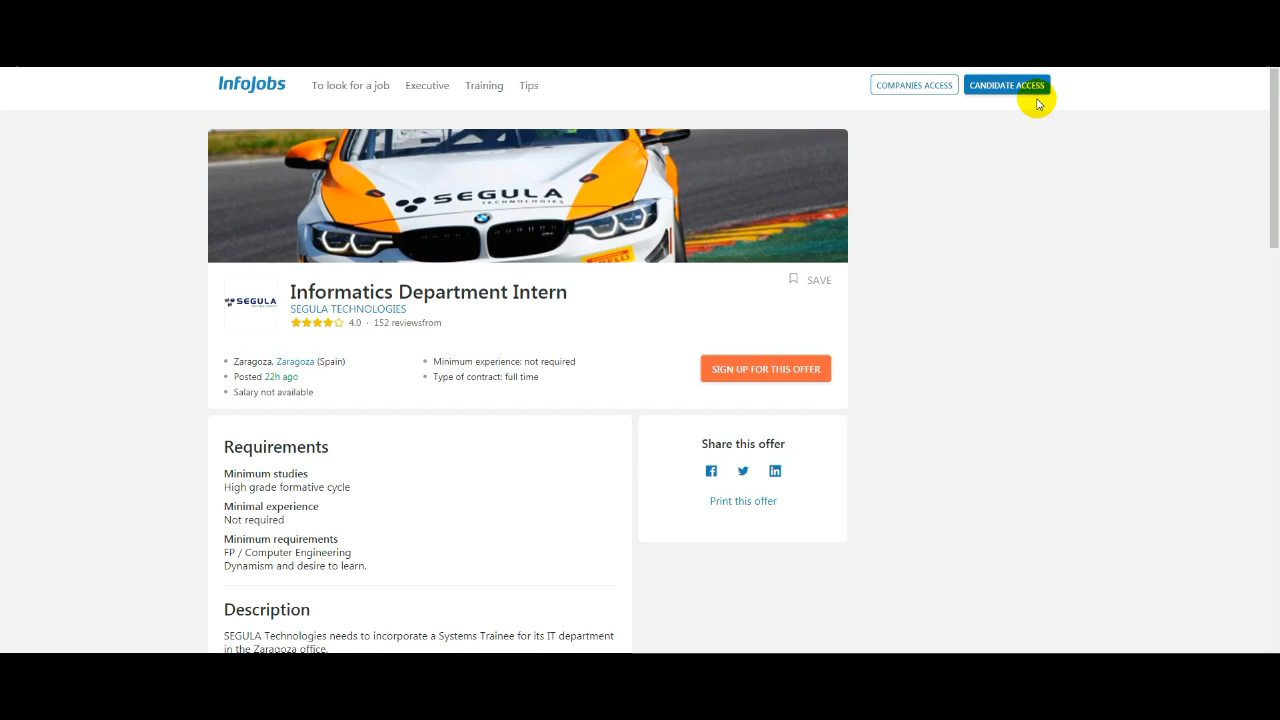 InfoJobs To look for a job Executive Training Tips COMPANIES ACCESS CANDIDATE ACCESS
SEGULA
TECHNOLOGIES
IRELLI
SAVE
SEGULA
Informatics Department Intern
SEGULA TECHNOLOGIES
4.0 · 152 reviewsfrom
Zaragoza, Zaragoza (Spain)
Posted 22h ago
Salary not available
Minimum experience: not required
Type of contract: full time
SIGN UP FOR THIS OFFER
Requirements
Minimum studies
High grade formative cycle
Minimal experience
Not required
Minimum requirements
FP / Computer Engineering
Dynamism and desire to learn.
Description
SEGULA Technologies needs to incorporate a Systems Trainee for its IT department
in the Zaragoza office.
Share this offer
Print this offer